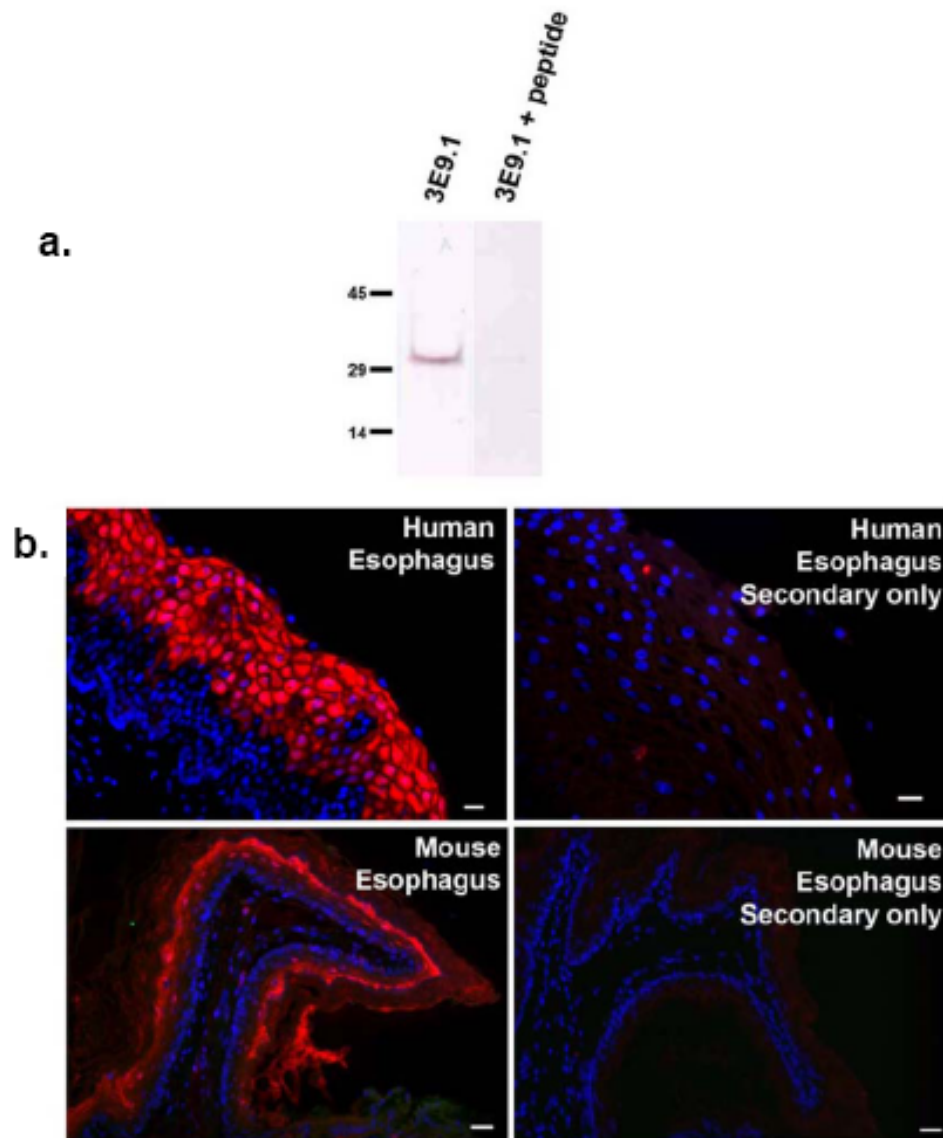 a.
3E9.1
3E9.1 + peptide
45
29
14
b.
Human
Esophagus
Human
Esophagus
Secondary only
Mouse
Esophagus
Mouse
Esophagus
Secondary only